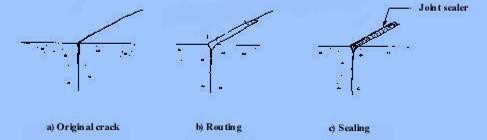 Joint sealer
a) Original crack
b) Routing
c) Sealing